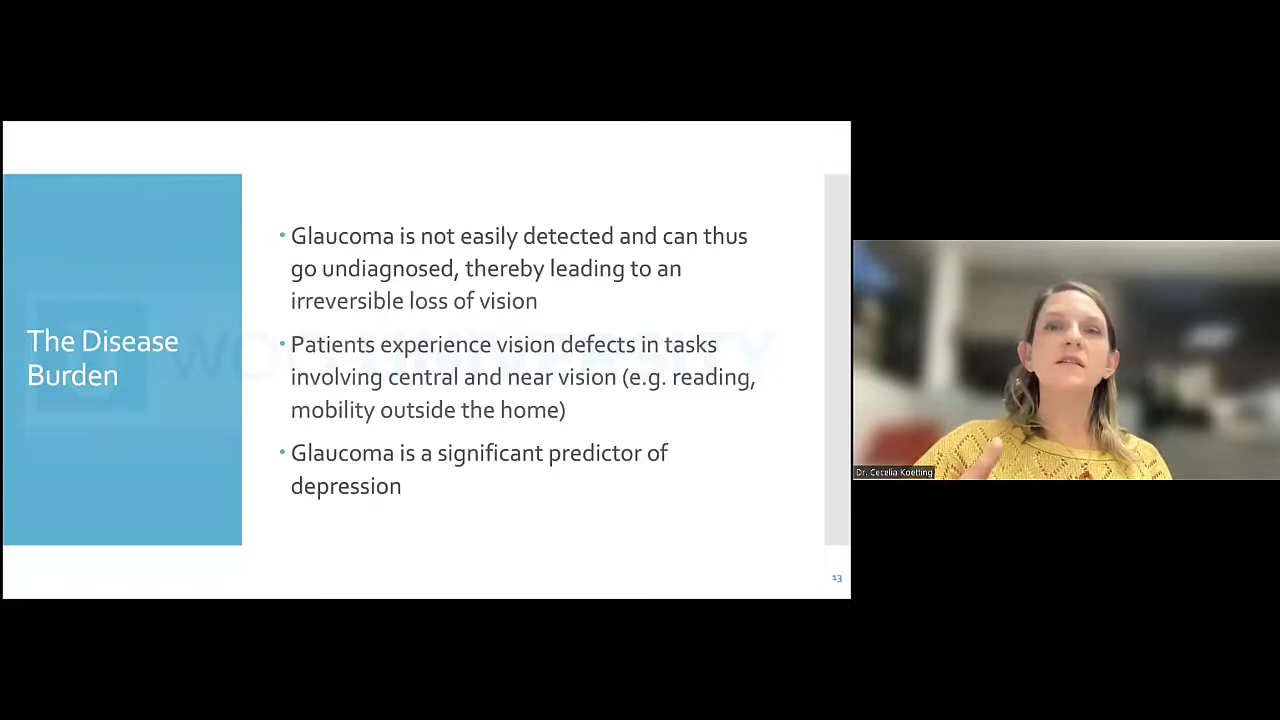 The Disease
Burden
• Glaucoma is not easily detected and can thus
go undiagnosed, thereby leading to an
irreversible loss of vision
• Patients experience vision defects in tasks
involving central and near vision (e.g. reading,
mobility outside the home)
• Glaucoma is a significant predictor of
depression
13
Dr. Cecelia Koetting